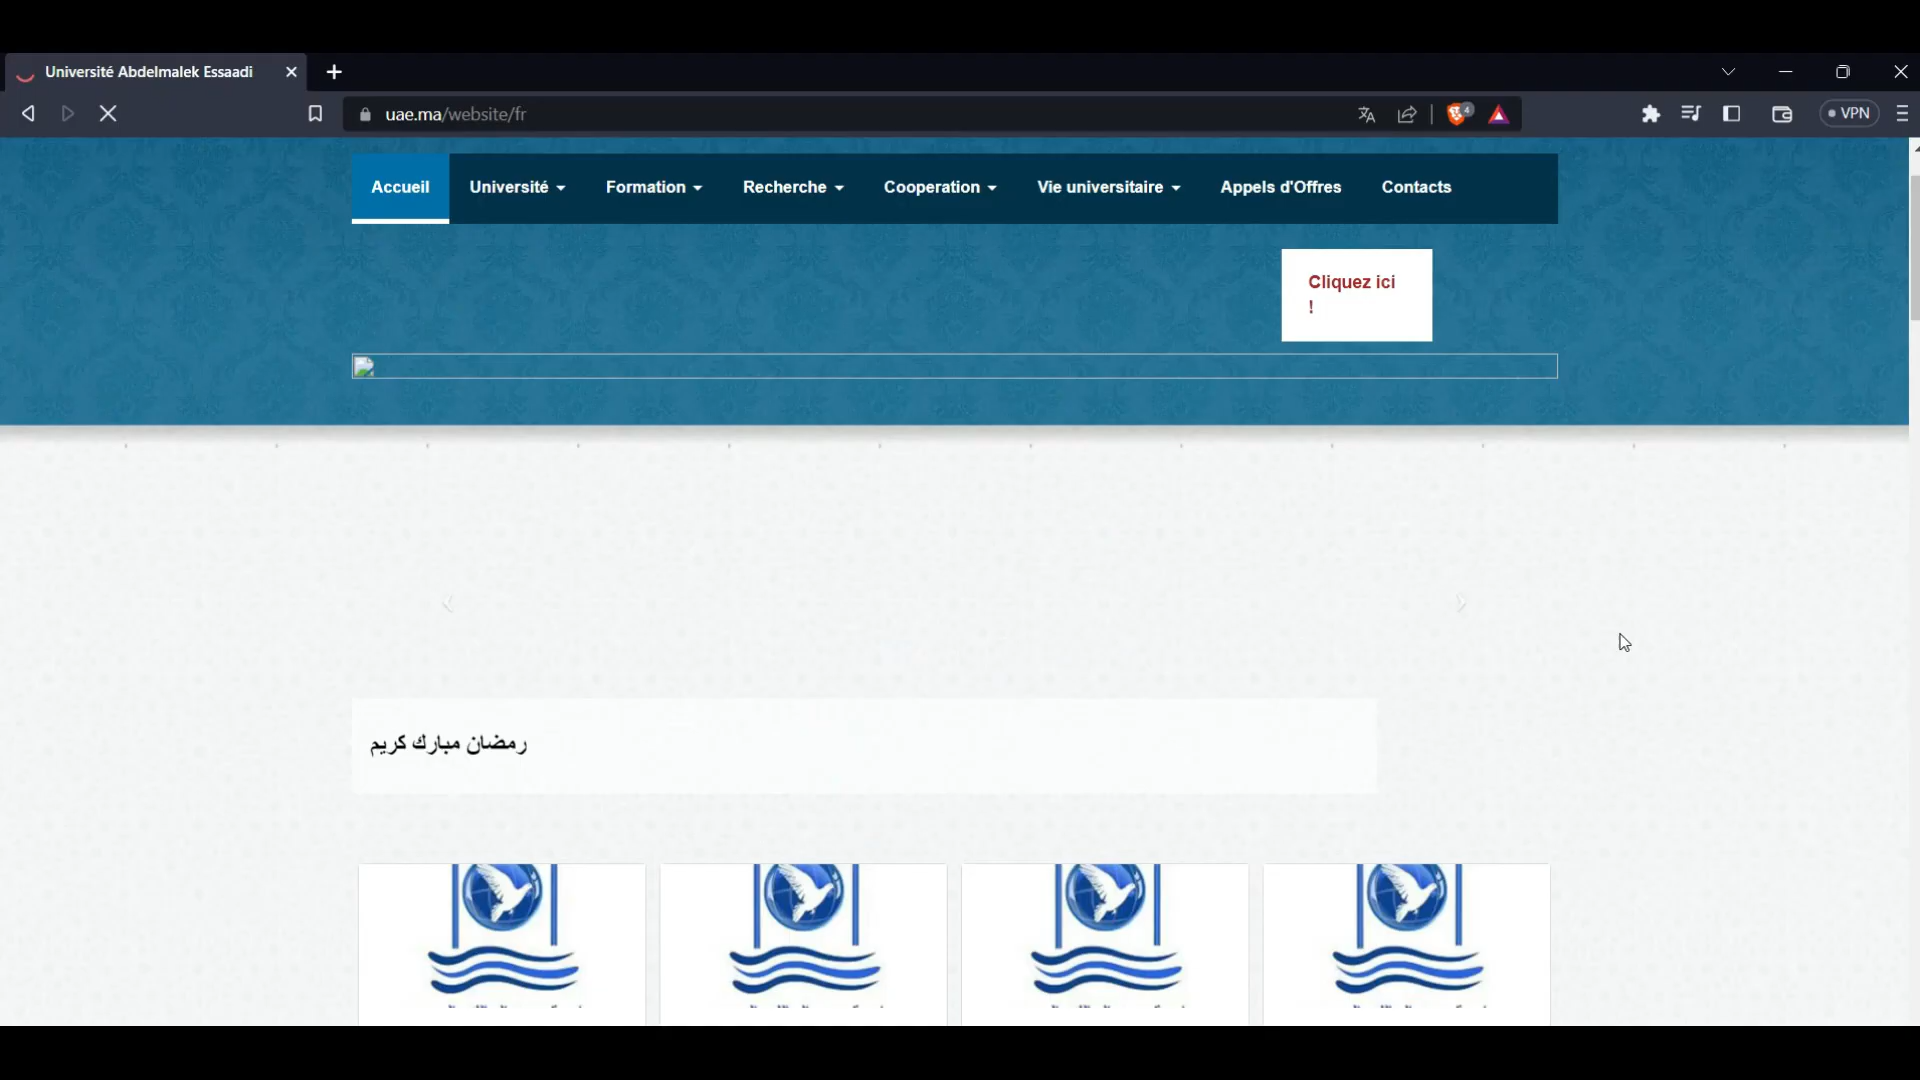 Université Abdelmalek Essaadi
uae.ma/website/fr
4
VPN
Accueil Université Formation Recherche Cooperation Vie universitaire Appels d'Offres Contacts
Cliquez ici
!
رمضان مبارك كريم